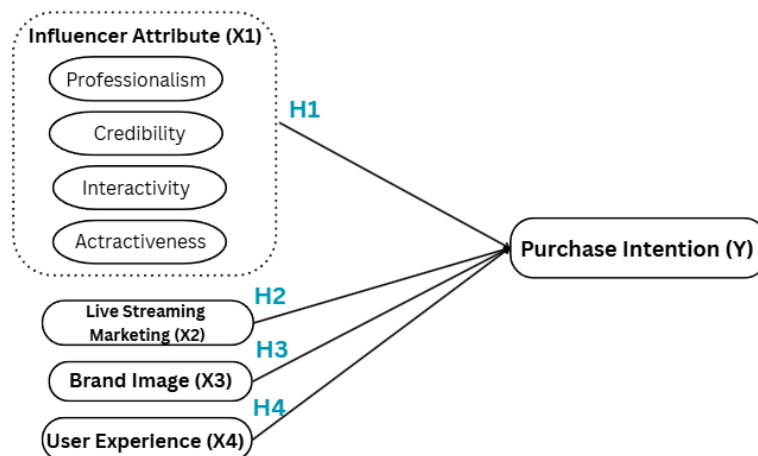 Influencer Attribute (X1)
Professionalism
Credibility
Interactivity
Actractiveness
H1
Purchase Intention (Y)
H2
Live Streaming
Marketing (X2)
H3
Brand Image (X3)
H4
User Experience (X4)